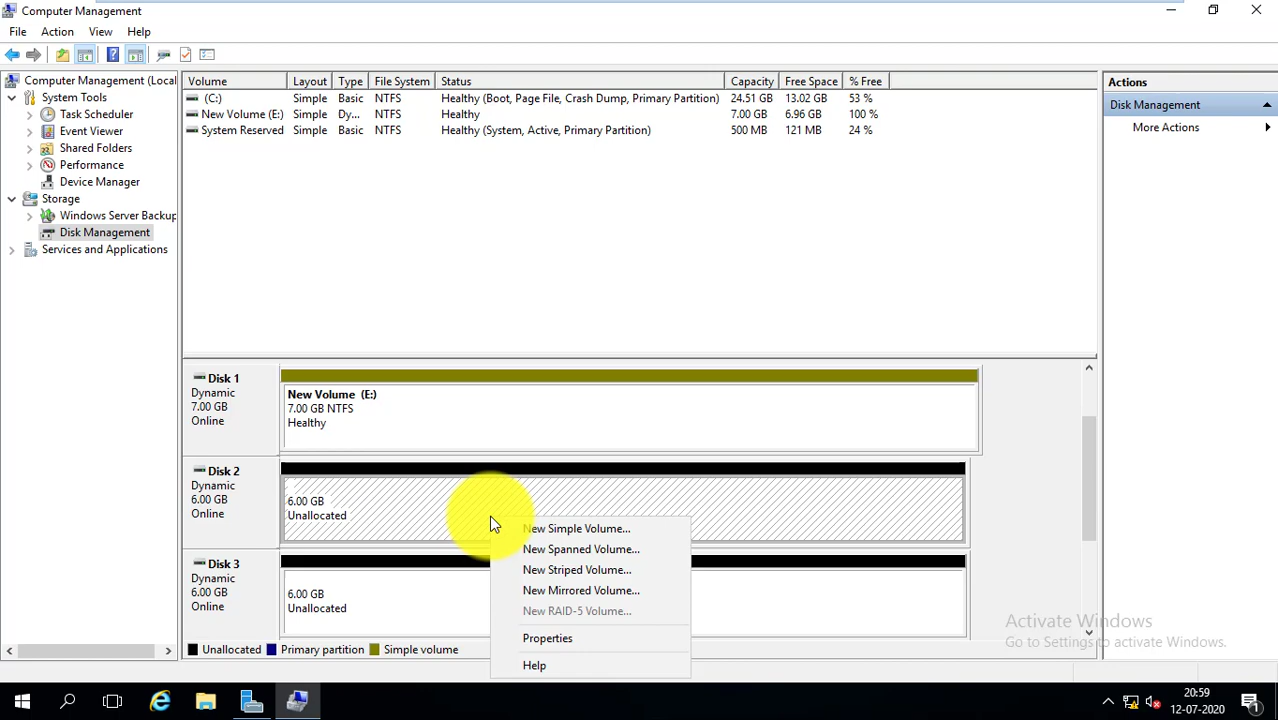 Computer Management
File Action View Help
Computer Management (Local
System Tools
Task Scheduler
Event Viewer
Shared Folders
Performance
Device Manager
Storage
Windows Server Backup
Disk Management
Services and Applications
Volume Layout Type File System Status Capacity Free Space % Free
(C:) Simple Basic NTFS Healthy (Boot, Page File, Crash Dump, Primary Partition) 24.51 GB 13.02 GB 53 %
New Volume (E:) Simple Dy... NTFS Healthy 7.00 GB 6.96 GB 100 %
System Reserved Simple Basic NTFS Healthy (System, Active, Primary Partition) 500 MB 121 MB 24 %
Disk 1
Dynamic
7.00 GB
Online
New Volume (E:)
7.00 GB NTFS
Healthy
Disk 2
Dynamic
6.00 GB
Online
6.00 GB
Unallocated
Disk 3
Dynamic
6.00 GB
Online
6.00 GB
Unallocated
New Simple Volume...
New Spanned Volume...
New Striped Volume...
New Mirrored Volume...
New RAID-5 Volume...
Properties
Help
Unallocated Primary partition Simple volume
Actions
Disk Management
More Actions
Activate Windows
Go to Settings to activate Windows.
20:59
12-07-2020
1